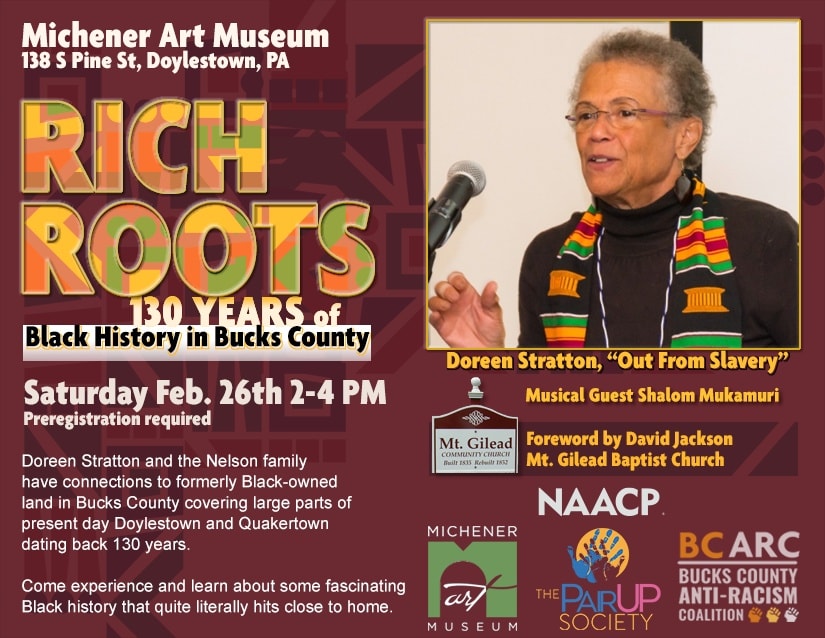 Michener Art Museum
138 S Pine St, Doylestown, PA
RICH
ROOTS
130 YEARS of
Black History in Bucks County
Saturday Feb. 26th 2-4 PM
Preregistration required
Doreen Stratton and the Nelson family
have connections to formerly Black-owned
land in Bucks County covering large parts of
present day Doylestown and Quakertown
dating back 130 years.
Come experience and learn about some fascinating
Black history that quite literally hits close to home.
Doreen Stratton, “Out From Slavery”
Musical Guest Shalom Mukamuri
Mt. Gilead
COMMUNITY CHURCH
Built 1835 Rebuilt 1852
Foreword by David Jackson
Mt. Gilead Baptist Church
NAACP.
MICHENER
art
MUSEUM
THE PairUP
SOCIETY
BC ARC
BUCKS COUNTY
ANTI-RACISM
COALITION